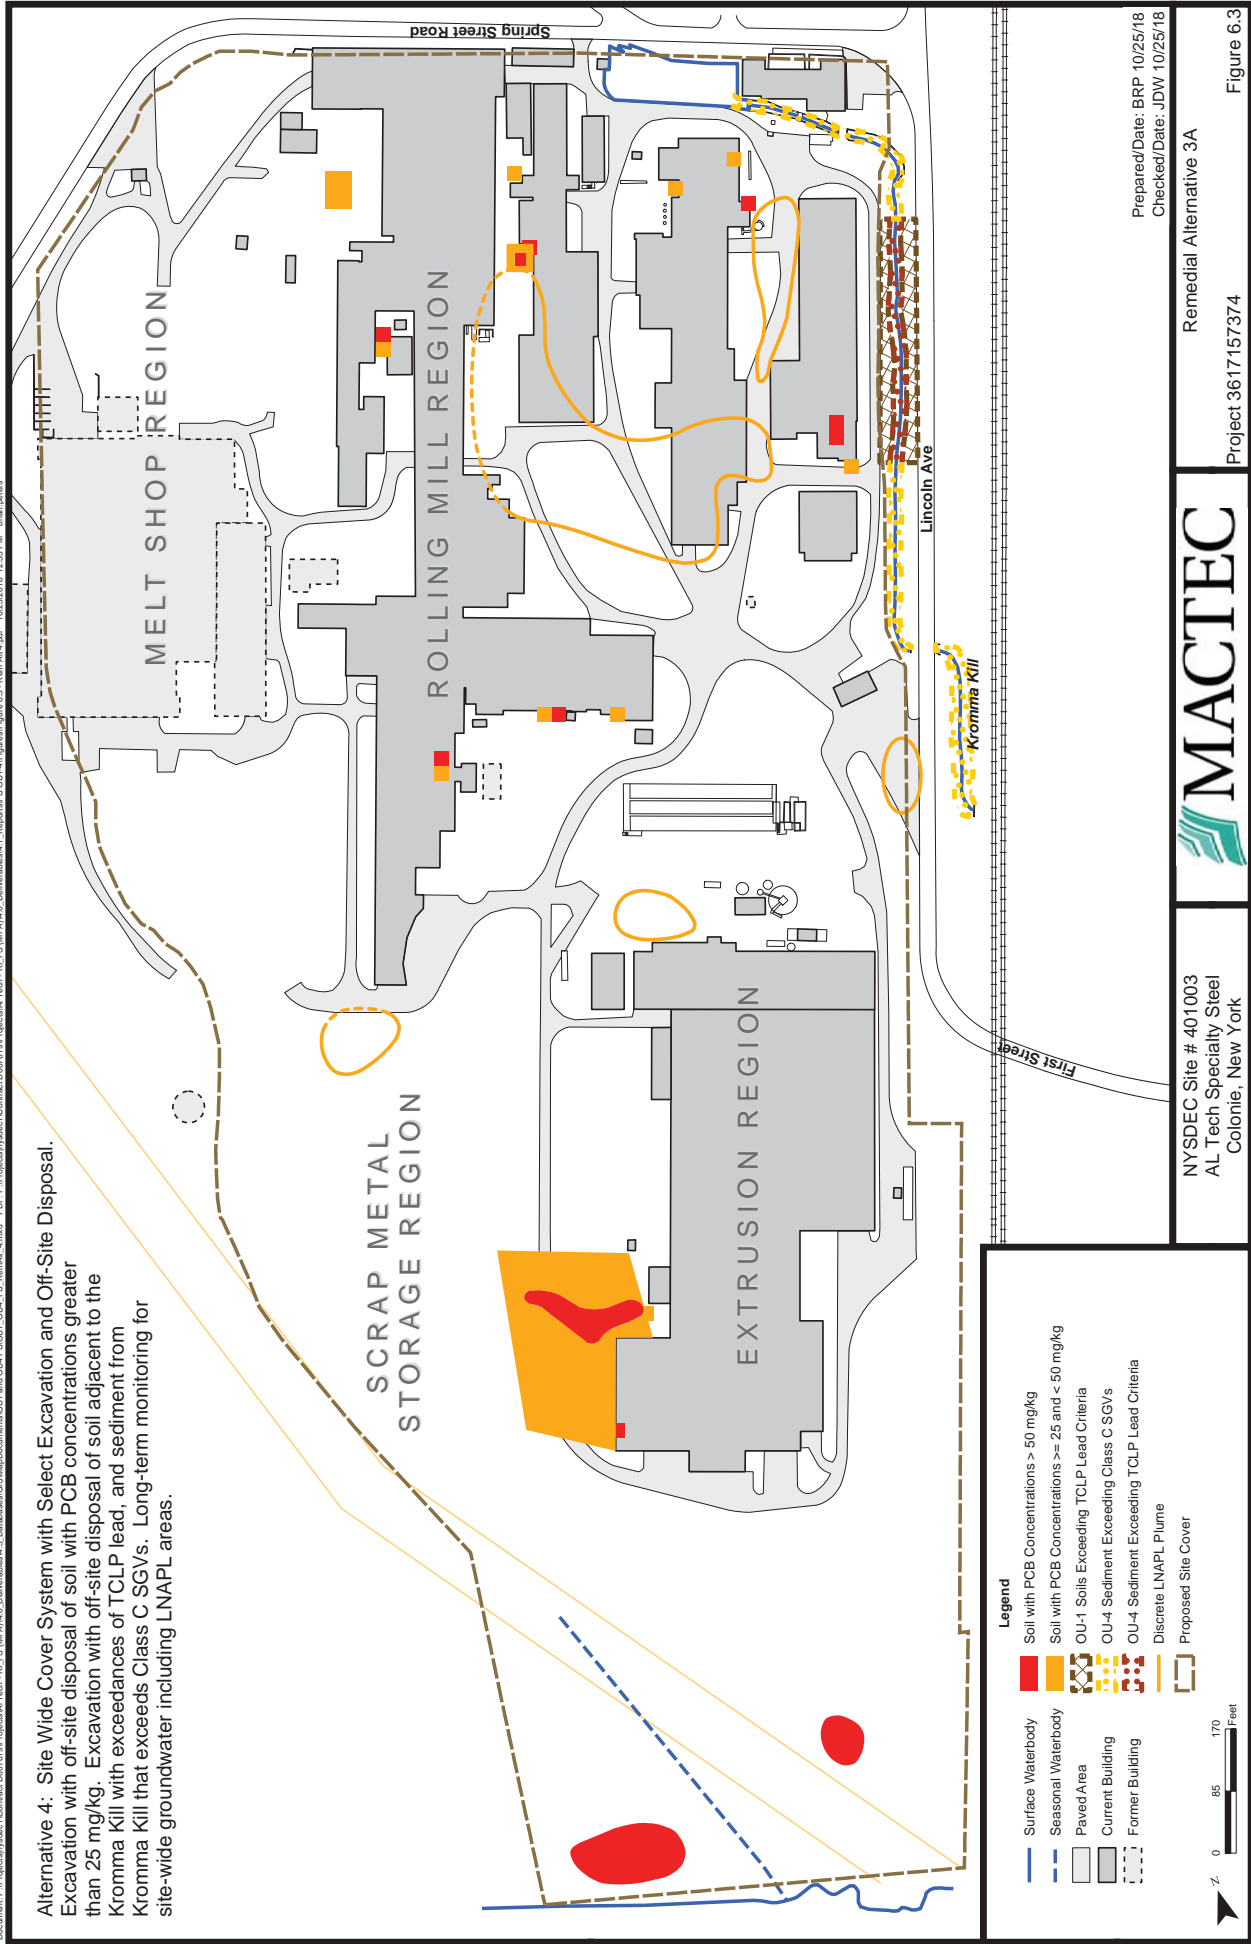 Alternative 4:  Site Wide Cover System with Select Excavation and Off-Site Disposal.
Excavation with off-site disposal of soil with PCB concentrations greater
than 25 mg/kg.  Excavation with off-site disposal of soil adjacent to the
Kromma Kill with exceedances of TCLP lead, and sediment from
Kromma Kill that exceeds Class C SGVs.  Long-term monitoring for
site-wide groundwater including LNAPL areas.
MELT SHOP REGION
ROLLING MILL REGION
SCRAP METAL
STORAGE REGION
EXTRUSION REGION
Spring Street Road
Lincoln Ave
Kromma Kill
First Street
Legend
Surface Waterbody
Seasonal Waterbody
Paved Area
Current Building
Former Building
Soil with PCB Concentrations > 50 mg/kg
Soil with PCB Concentrations >= 25 and < 50 mg/kg
OU-1 Soils Exceeding TCLP Lead Criteria
OU-4 Sediment Exceeding Class C SGVs
OU-4 Sediment Exceeding TCLP Lead Criteria
Discrete LNAPL Plume
Proposed Site Cover
N
0 85 170
Feet
NYSDEC Site # 401003
AL Tech Specialty Steel
Colonie, New York
MACTEC
Prepared/Date: BRP 10/25/18
Checked/Date: JDW 10/25/18
Remedial Alternative 3A
Project 3617157374
Figure 6.3